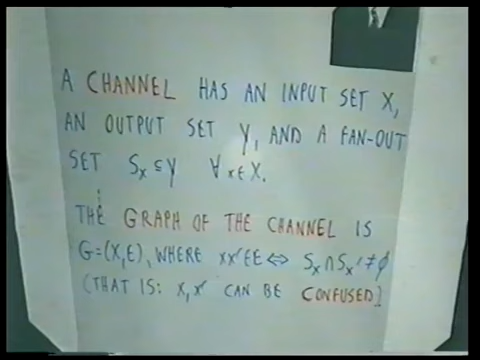 A CHANNEL HAS AN INPUT SET X,
AN OUTPUT SET Y, AND A FAN-OUT
SET Sx ⊆ Y ∀ x ∈ X.
THE GRAPH OF THE CHANNEL IS
G=(X,E), WHERE XX'∈E ⇔ Sx ∩ Sx' ≠ ∅
(THAT IS: X, X' CAN BE CONFUSED)